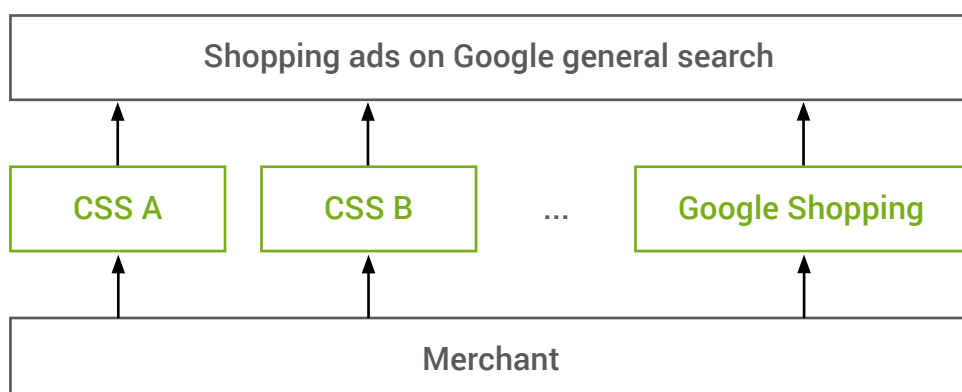 Shopping ads on Google general search
CSS A
CSS B
...
Google Shopping
Merchant